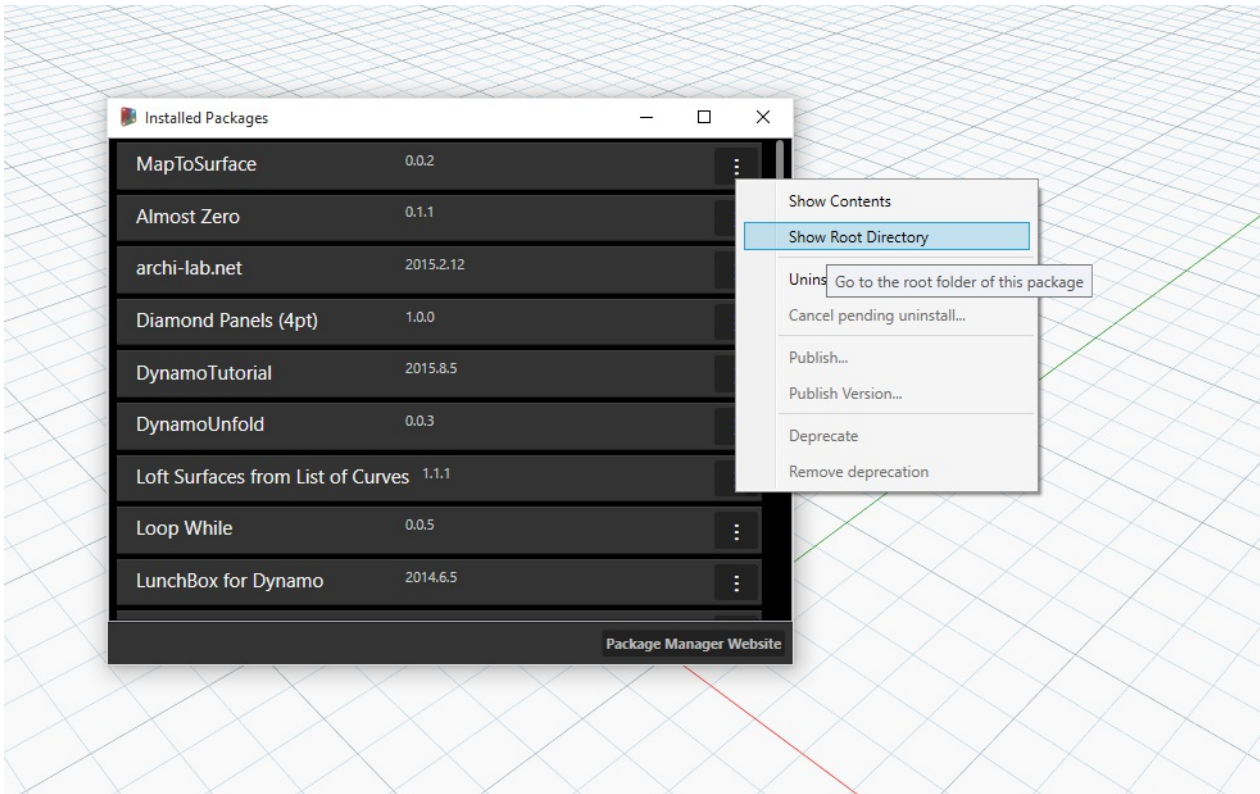 Installed Packages
MapToSurface 0.0.2
Almost Zero 0.1.1
archi-lab.net 2015.2.12
Diamond Panels (4pt) 1.0.0
DynamoTutorial 2015.8.5
DynamoUnfold 0.0.3
Loft Surfaces from List of Curves 1.1.1
Loop While 0.0.5
LunchBox for Dynamo 2014.6.5
Package Manager Website
Show Contents
Show Root Directory
Go to the root folder of this package
Cancel pending uninstall...
Publish...
Publish Version...
Deprecate
Remove deprecation